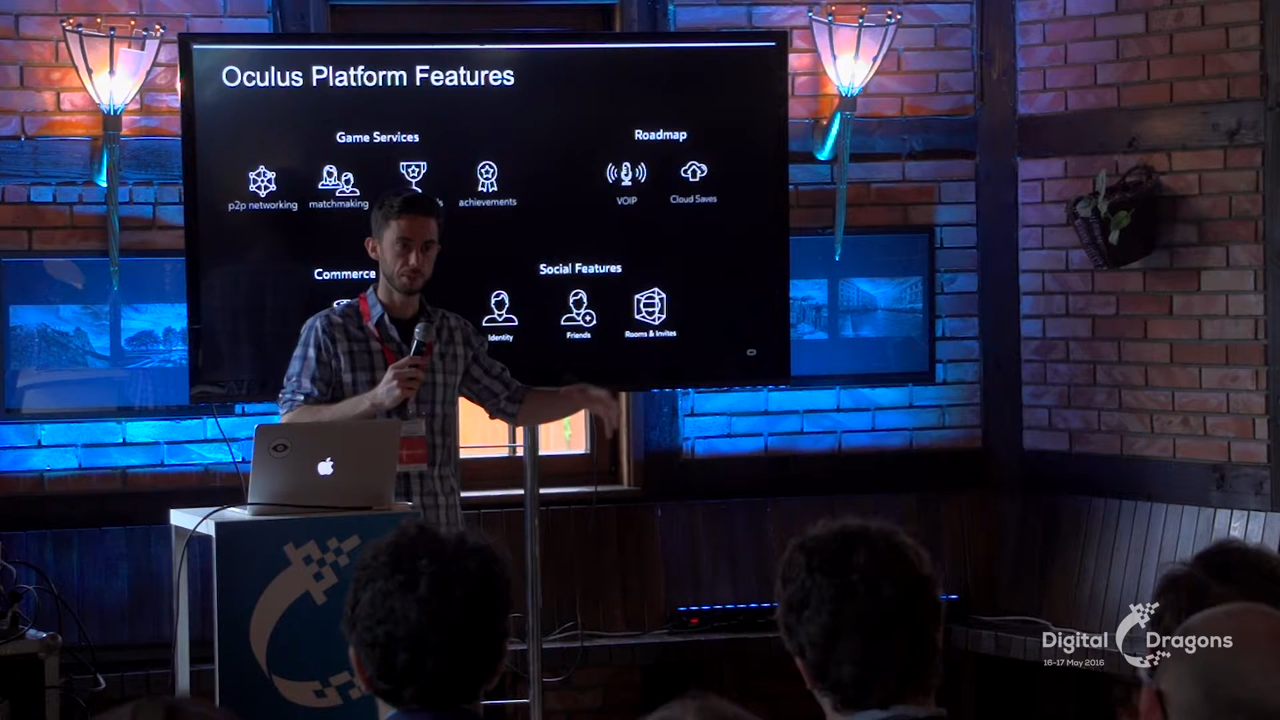 Oculus Platform Features
Game Services
p2p networking
matchmaking
achievements
Roadmap
VOIP
Cloud Saves
Commerce
Social Features
Identity
Friends
Rooms & Invites
Digital Dragons
16-17 May 2016